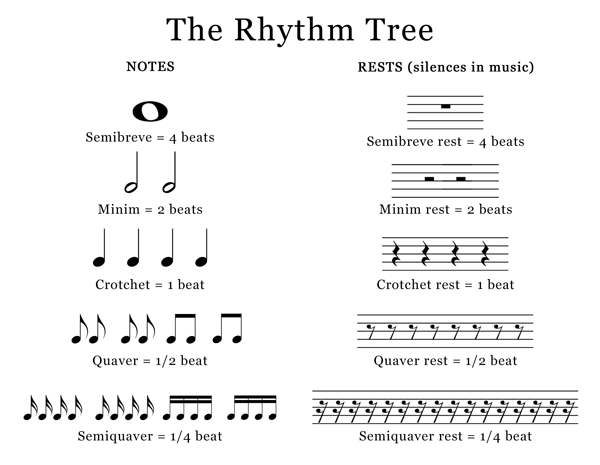 The Rhythm Tree
NOTES
RESTS (silences in music)
Semibreve = 4 beats
Semibreve rest = 4 beats
Minim = 2 beats
Minim rest = 2 beats
Crotchet = 1 beat
Crotchet rest = 1 beat
Quaver = 1/2 beat
Quaver rest = 1/2 beat
Semiquaver = 1/4 beat
Semiquaver rest = 1/4 beat